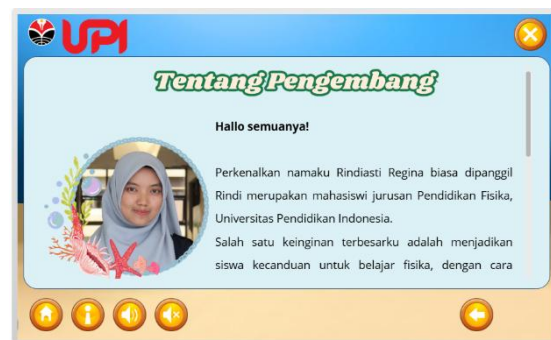 UPI
Tentang Pengembang
Hallo semuanya!
Perkenalkan namaku Rindiasti Regina biasa dipanggil
Rindi merupakan mahasiswi jurusan Pendidikan Fisika,
Universitas Pendidikan Indonesia.
Salah satu keinginan terbesarku adalah menjadikan
siswa kecanduan untuk belajar fisika, dengan cara